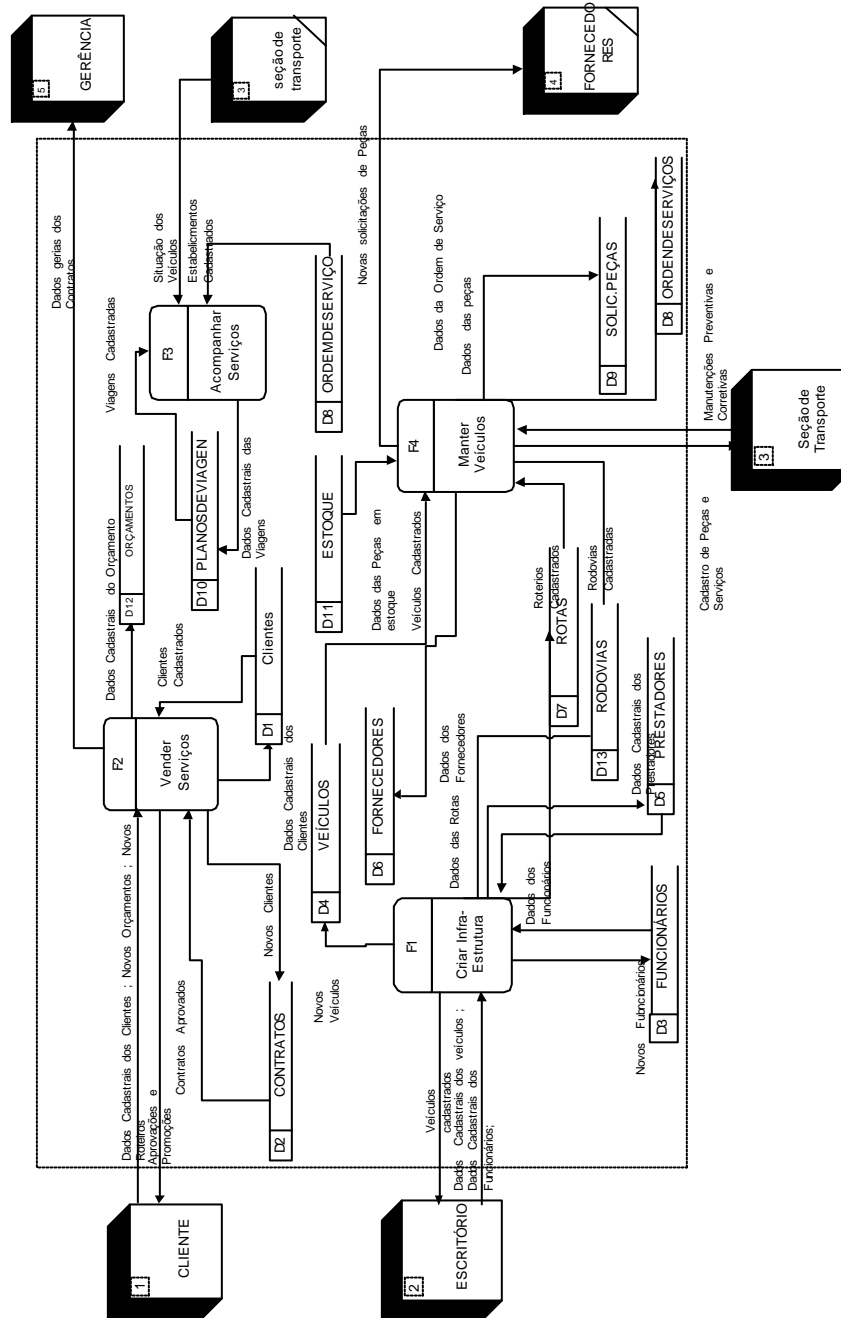 1
CLIENTE
Dados Cadastrais dos Clientes ; Novos Orçamentos ; Novos
Roteiros
Aprovações e
Promoções
F2
Vender
Serviços
Dados gerias dos
Contratos
5
GERÊNCIA
Contratos Aprovados
Novos Clientes
D2
CONTRATOS
Dados Cadastrais do Orçamento
D12
ORÇAMENTOS
Clientes
Cadastrados
D1
Clientes
Dados Cadastrais dos
Clientes
Viagens Cadastradas
D10
PLANOSDEVIAGEN
Dados Cadastrais das
Viagens
F3
Acompanhar
Serviços
Situação dos
Veículos
Estabelicmentos
Cadastrados
3
seção de
transporte
D8
ORDEMDESERVIÇO
2
ESCRITÓRIO
Veículos
cadastrados
Dados Cadastrais dos veículos ;
Dados Cadastrais dos
Funcionários;
Novos
Veículos
F1
Criar Infra-
Estrutura
D4
VEÍCULOS
D6
FORNECEDORES
Dados dos
Fornecedores
Dados das Rotas
D11
ESTOQUE
Dados das Peças em
estoque
Veículos Cadastrados
F4
Manter
Veículos
Novas solicitações de Peças
4
FORNECEDO
RES
Dados da Ordem de Serviço
Dados das peças
D9
SOLIC.PEÇAS
D8
ORDENDESERVIÇOS
Dados dos
Funcionários
Novos Fubncionários
D3
FUNCIONÁRIOS
Roterios
Cadastrados
D7
ROTAS
Rodovias
Cadastradas
D13
RODOVIAS
Dados Cadastrais dos
Prestadores
D5
PRESTADORES
Cadastro de Peças e
Serviços
Manutenções Preventivas e
Corretivas
3
Seção de
Transporte